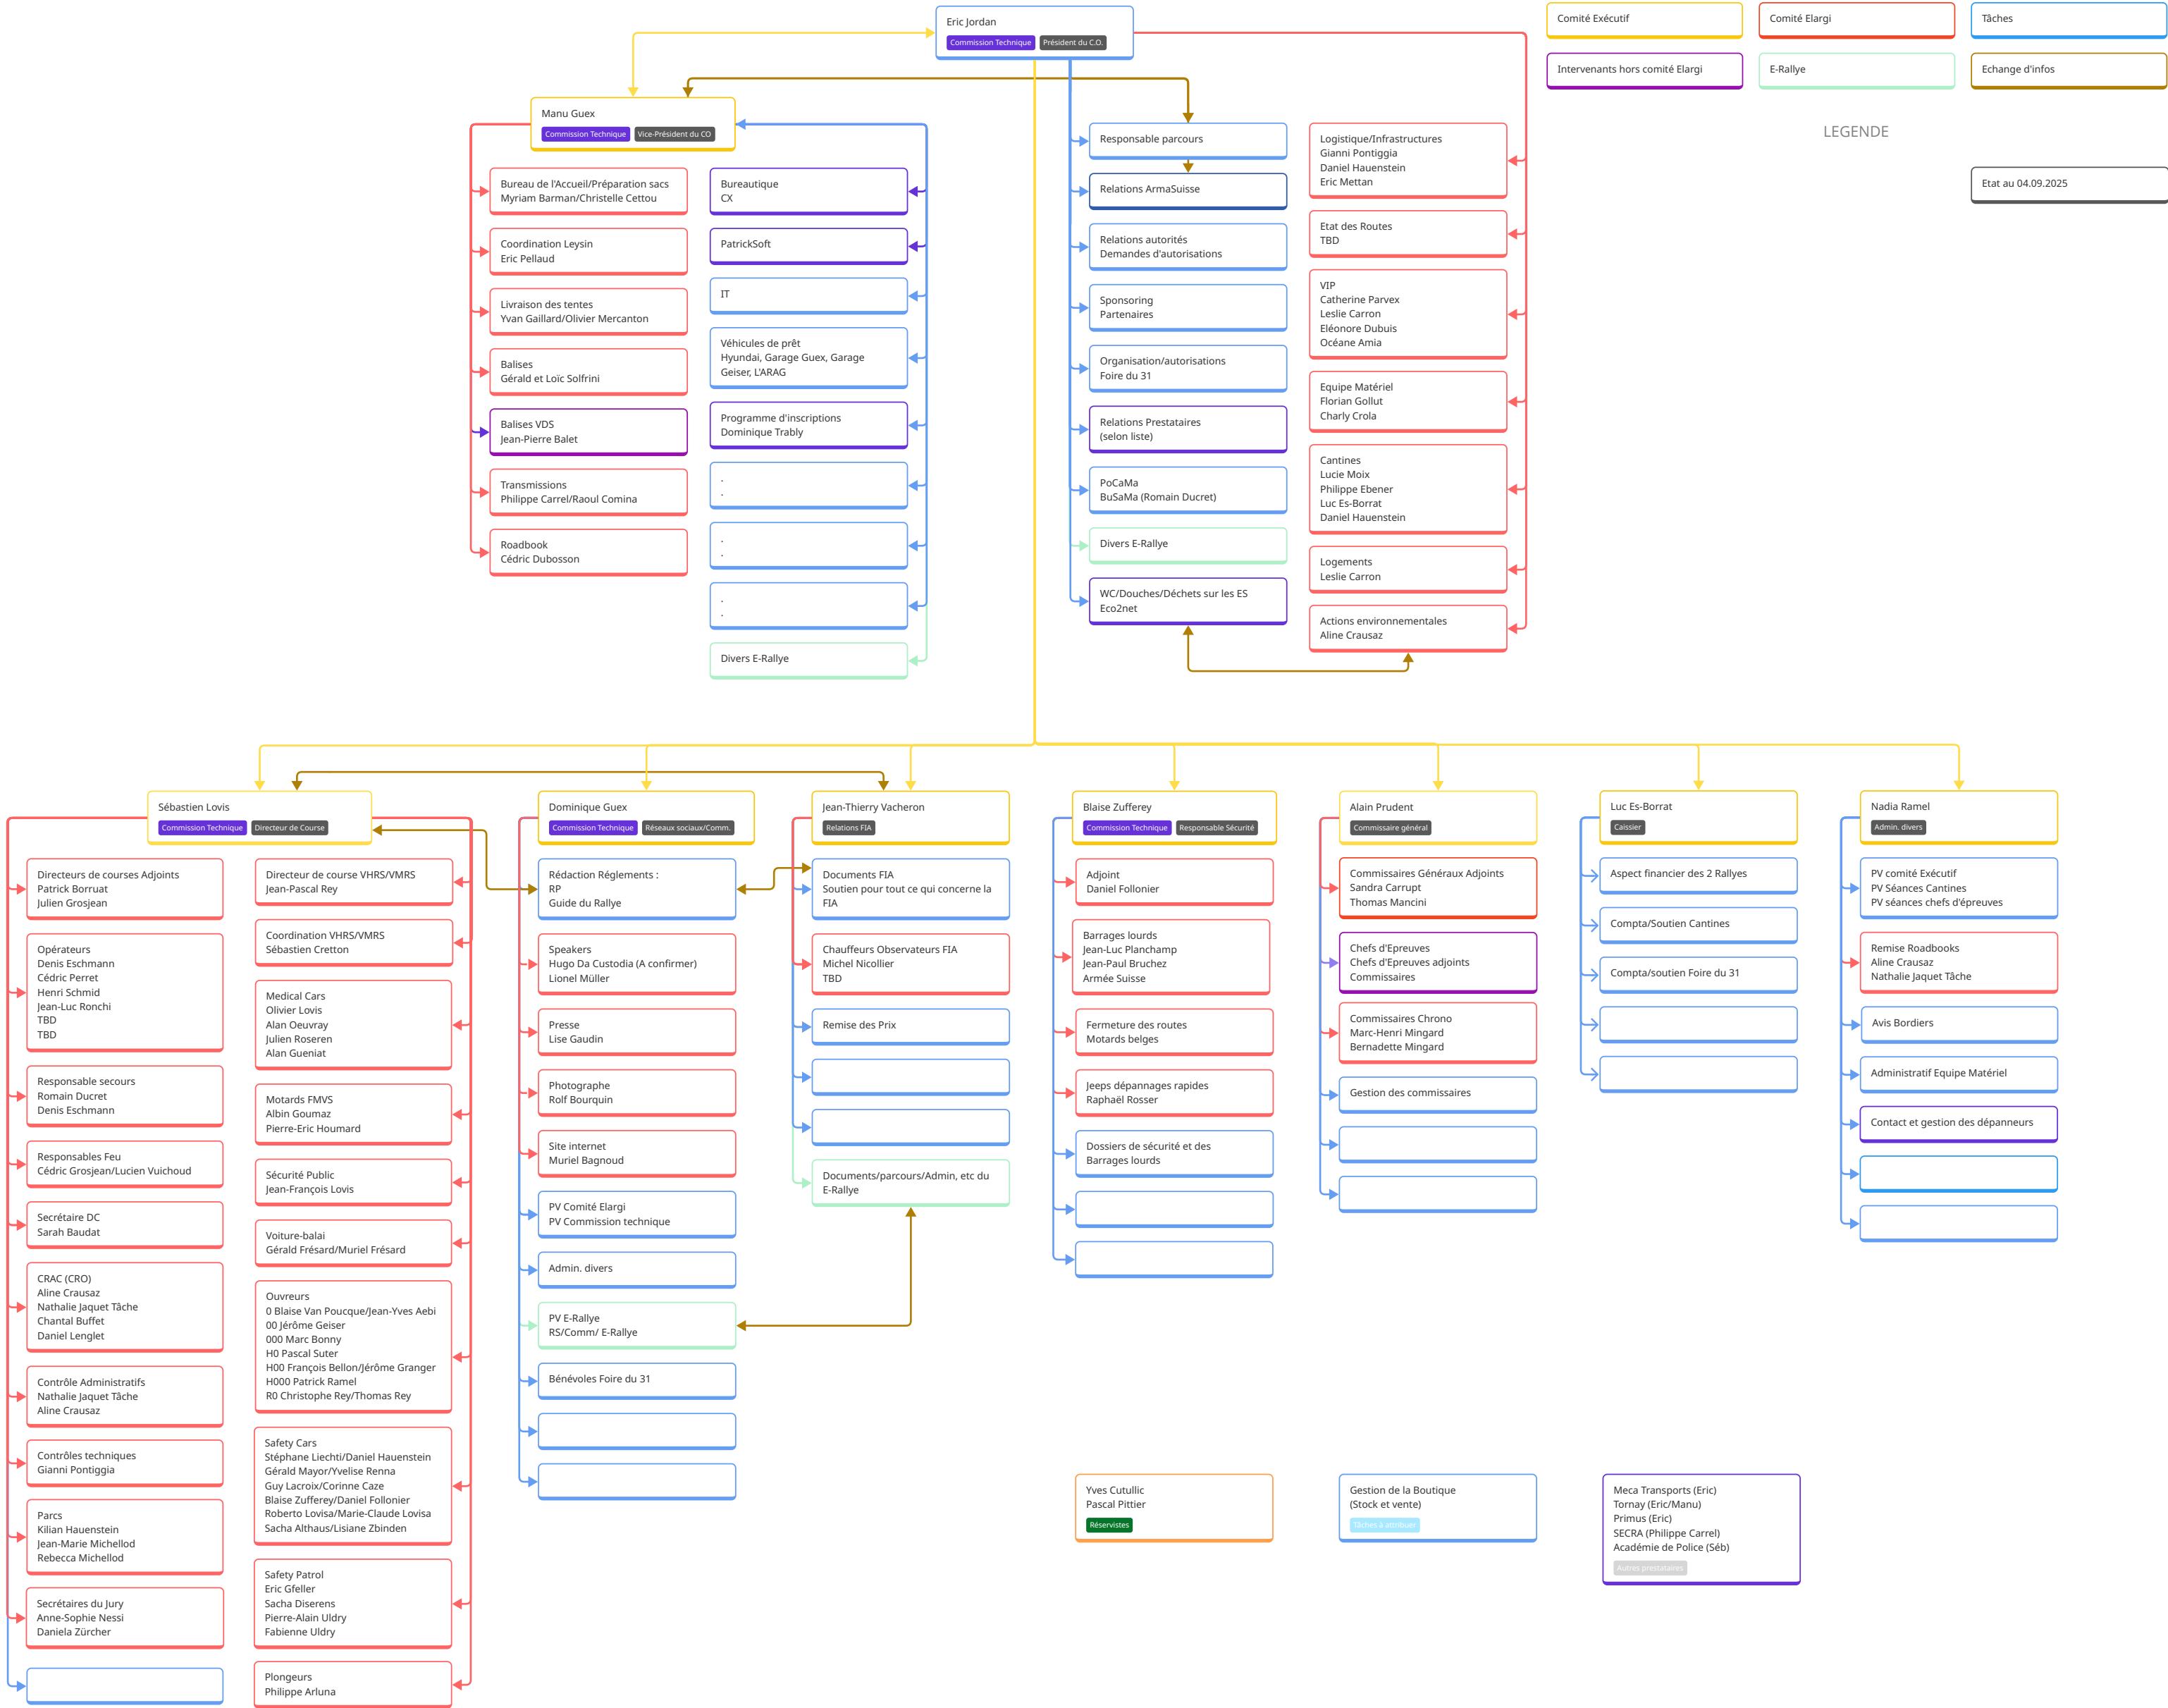 Eric Jordan
Commission Technique
Président du C.O.
Comité Exécutif
Comité Elargi
Tâches
Intervenants hors comité Elargi
E-Rallye
Echange d'infos
LEGENDE
Etat au 04.09.2025
Manu Guex
Commission Technique
Vice-Président du CO
Bureau de l'Accueil/Préparation sacs
Myriam Barman/Christelle Cettou
Coordination Leysin
Eric Pellaud
Livraison des tentes
Yvan Gaillard/Olivier Mercanton
Balises
Gérald et Loïc Solfrini
Balises VDS
Jean-Pierre Balet
Transmissions
Philippe Carrel/Raoul Comina
Roadbook
Cédric Dubosson
Bureautique
CX
PatrickSoft
IT
Véhicules de prêt
Hyundai, Garage Guex, Garage
Geiser, L'ARAG
Programme d'inscriptions
Dominique Trably
.
.
.
.
.
.
Divers E-Rallye
Responsable parcours
Relations ArmaSuisse
Relations autorités
Demandes d'autorisations
Sponsoring
Partenaires
Organisation/autorisations
Foire du 31
Relations Prestataires
(selon liste)
PoCaMa
BuSaMa (Romain Ducret)
Divers E-Rallye
WC/Douches/Déchets sur les ES
Eco2net
Logistique/Infrastructures
Gianni Pontiggia
Daniel Hauenstein
Eric Mettan
Etat des Routes
TBD
VIP
Catherine Parvex
Leslie Carron
Eléonore Dubuis
Océane Amia
Equipe Matériel
Florian Gollut
Charly Crola
Cantines
Lucie Moix
Philippe Ebener
Luc Es-Borrat
Daniel Hauenstein
Logements
Leslie Carron
Actions environnementales
Aline Crausaz
Sébastien Lovis
Commission Technique
Directeur de Course
Directeurs de courses Adjoints
Patrick Borruat
Julien Grosjean
Opérateurs
Denis Eschmann
Cédric Perret
Henri Schmid
Jean-Luc Ronchi
TBD
TBD
Responsable secours
Romain Ducret
Denis Eschmann
Responsables Feu
Cédric Grosjean/Lucien Vuichoud
Secrétaire DC
Sarah Baudat
CRAC (CRO)
Aline Crausaz
Nathalie Jaquet Tâche
Chantal Buffet
Daniel Lenglet
Contrôle Administratifs
Nathalie Jaquet Tâche
Aline Crausaz
Contrôles techniques
Gianni Pontiggia
Parcs
Kilian Hauenstein
Jean-Marie Michellod
Rebecca Michellod
Secrétaires du Jury
Anne-Sophie Nessi
Daniela Zürcher
Directeur de course VHRS/VMRS
Jean-Pascal Rey
Coordination VHRS/VMRS
Sébastien Cretton
Medical Cars
Olivier Lovis
Alan Oeuvray
Julien Roseren
Alan Gueniat
Motards FMVS
Albin Goumaz
Pierre-Eric Houmard
Sécurité Public
Jean-François Lovis
Voiture-balai
Gérald Frésard/Muriel Frésard
Ouvreurs
0 Blaise Van Poucque/Jean-Yves Aebi
00 Jérôme Geiser
000 Marc Bonny
H0 Pascal Suter
H00 François Bellon/Jérôme Granger
H000 Patrick Ramel
R0 Christophe Rey/Thomas Rey
Safety Cars
Stéphane Liechti/Daniel Hauenstein
Gérald Mayor/Yvelise Renna
Guy Lacroix/Corinne Caze
Blaise Zufferey/Daniel Follonier
Roberto Lovisa/Marie-Claude Lovisa
Sacha Althaus/Lisiane Zbinden
Safety Patrol
Eric Gfeller
Sacha Diserens
Pierre-Alain Uldry
Fabienne Uldry
Plongeurs
Philippe Arluna
Dominique Guex
Commission Technique
Réseaux sociaux/Comm.
Rédaction Réglements :
RP
Guide du Rallye
Speakers
Hugo Da Custodia (A confirmer)
Lionel Müller
Presse
Lise Gaudin
Photographe
Rolf Bourquin
Site internet
Muriel Bagnoud
PV Comité Elargi
PV Commission technique
Admin. divers
PV E-Rallye
RS/Comm/ E-Rallye
Bénévoles Foire du 31
Jean-Thierry Vacheron
Relations FIA
Documents FIA
Soutien pour tout ce qui concerne la
FIA
Chauffeurs Observateurs FIA
Michel Nicollier
TBD
Remise des Prix
Documents/parcours/Admin, etc du
E-Rallye
Blaise Zufferey
Commission Technique
Responsable Sécurité
Adjoint
Daniel Follonier
Barrages lourds
Jean-Luc Planchamp
Jean-Paul Bruchez
Armée Suisse
Fermeture des routes
Motards belges
Jeeps dépannages rapides
Raphaël Rosser
Dossiers de sécurité et des
Barrages lourds
Alain Prudent
Commissaire général
Commissaires Généraux Adjoints
Sandra Carrupt
Thomas Mancini
Chefs d'Epreuves
Chefs d'Epreuves adjoints
Commissaires
Commissaires Chrono
Marc-Henri Mingard
Bernadette Mingard
Gestion des commissaires
Luc Es-Borrat
Caissier
Aspect financier des 2 Rallyes
Compta/Soutien Cantines
Compta/soutien Foire du 31
Nadia Ramel
Admin. divers
PV comité Exécutif
PV Séances Cantines
PV séances chefs d'épreuves
Remise Roadbooks
Aline Crausaz
Nathalie Jaquet Tâche
Avis Bordiers
Administratif Equipe Matériel
Contact et gestion des dépanneurs
Yves Cutullic
Pascal Pittier
Réservistes
Gestion de la Boutique
(Stock et vente)
Tâches à attribuer
Meca Transports (Eric)
Tornay (Eric/Manu)
Primus (Eric)
SECRA (Philippe Carrel)
Académie de Police (Séb)
Autres prestataires